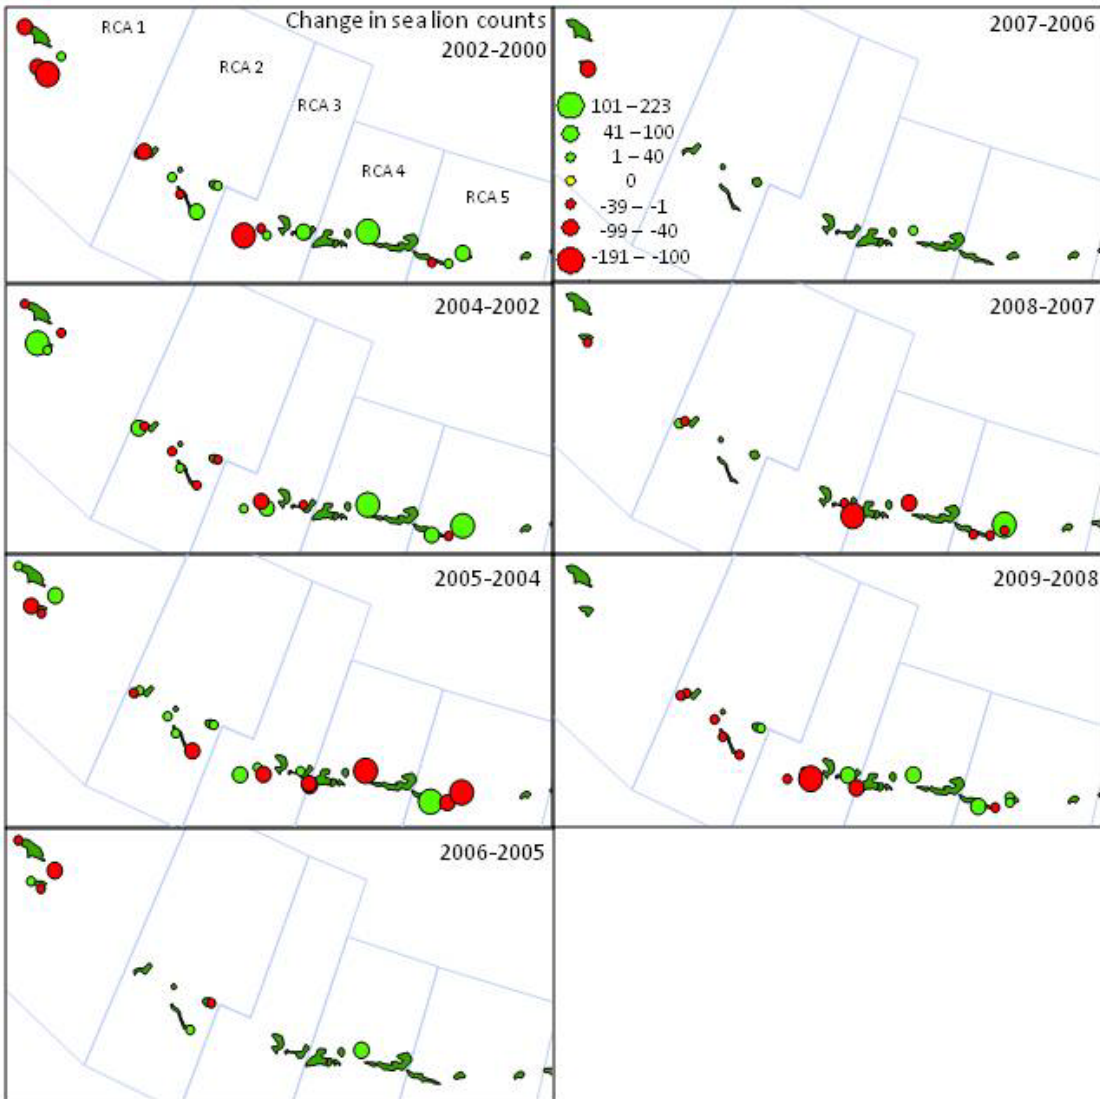 Change in sea lion counts
2002-2000
RCA 1
RCA 2
RCA 3
RCA 4
RCA 5
2007-2006
101 – 223
41 – 100
1 – 40
0
-39 – -1
-99 – -40
-191 – -100
2004-2002
2008-2007
2005-2004
2009-2008
2006-2005